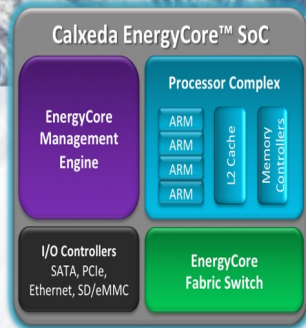 Calxeda EnergyCore™ SoC
EnergyCore
Management
Engine
Processor Complex
ARM
ARM
ARM
ARM
L2 Cache
Memory
Controllers
I/O Controllers
SATA, PCIe,
Ethernet, SD/eMMC
EnergyCore
Fabric Switch